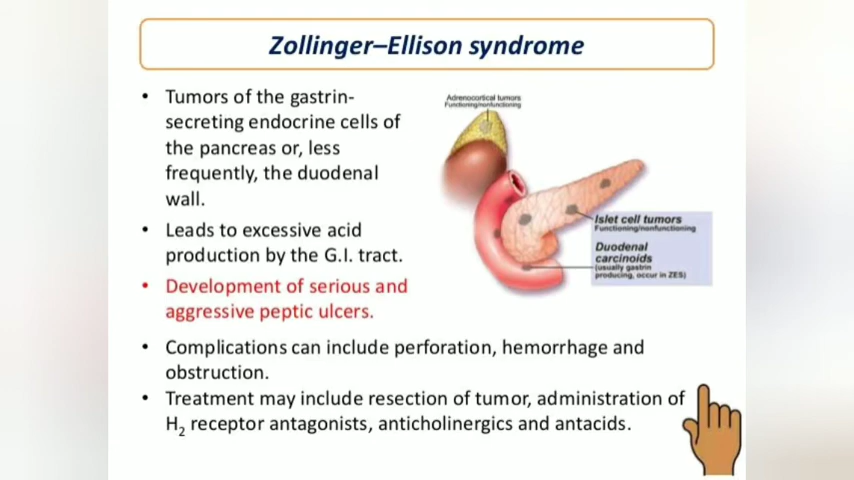 Zollinger–Ellison syndrome
• Tumors of the gastrin-
secreting endocrine cells of
the pancreas or, less
frequently, the duodenal
wall.
• Leads to excessive acid
production by the G.I. tract.
• Development of serious and
aggressive peptic ulcers.
• Complications can include perforation, hemorrhage and
obstruction.
• Treatment may include resection of tumor, administration of
H₂ receptor antagonists, anticholinergics and antacids.
Adrenocortical tumors
Functioning/nonfunctioning
Islet cell tumors
Functioning/nonfunctioning
Duodenal
carcinoids
(usually gastrin
producing, occur in ZES)